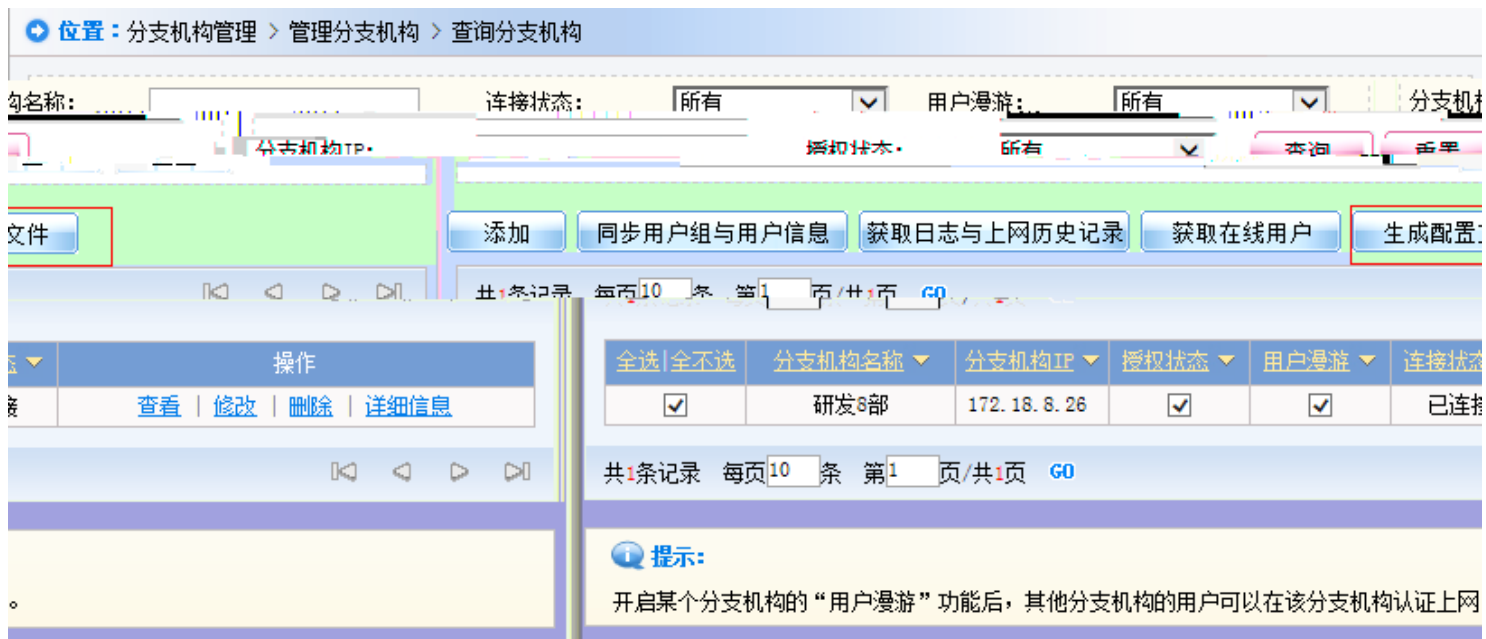 位置：分支机构管理 > 管理分支机构 > 查询分支机构
构名称： 连接状态： 所有 用户漫游： 所有 分支机构
分支机构IP： 授权状态： 所有 查询 重置
文件 添加 同步用户组与用户信息 获取日志与上网历史记录 获取在线用户 生成配置文
共1条记录 每页10条 第1页/共1页 GO
态 操作 全选|全不选 分支机构名称 分支机构IP 授权状态 用户漫游 连接状态
接 查看 | 修改 | 删除 | 详细信息 研发8部 172.18.8.26 已连接
共1条记录 每页10条 第1页/共1页 GO
提示：
。 开启某个分支机构的“用户漫游”功能后，其他分支机构的用户可以在该分支机构认证上网